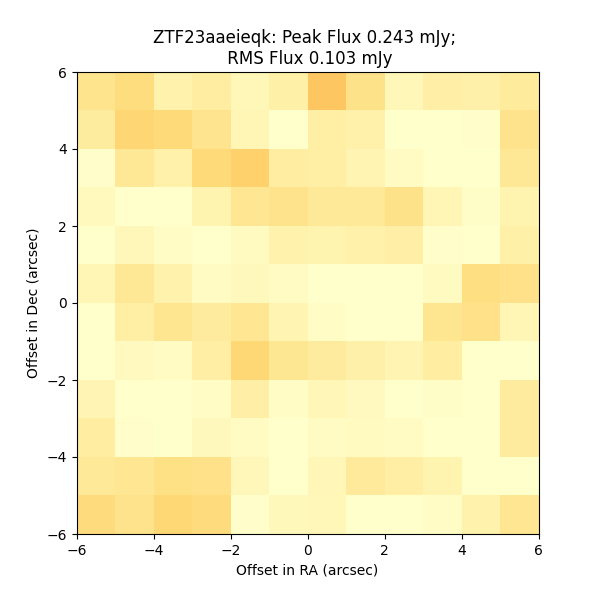 ZTF23aaeieqk: Peak Flux 0.243 mJy;
RMS Flux 0.103 mJy
6
4
2
0
−2
−4
−6
Offset in Dec (arcsec)
−6 −4 −2 0 2 4 6
Offset in RA (arcsec)